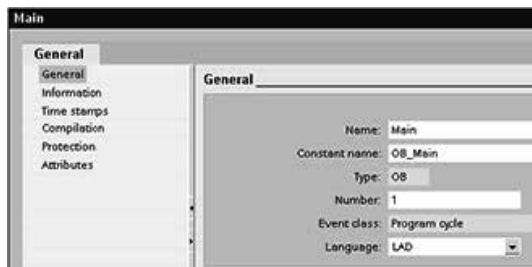 Main
General
General
Information
Time stamps
Compilation
Protection
Attributes
General
Name: Main
Constant name: OB_Main
Type: OB
Number: 1
Event class: Program cycle
Language: LAD